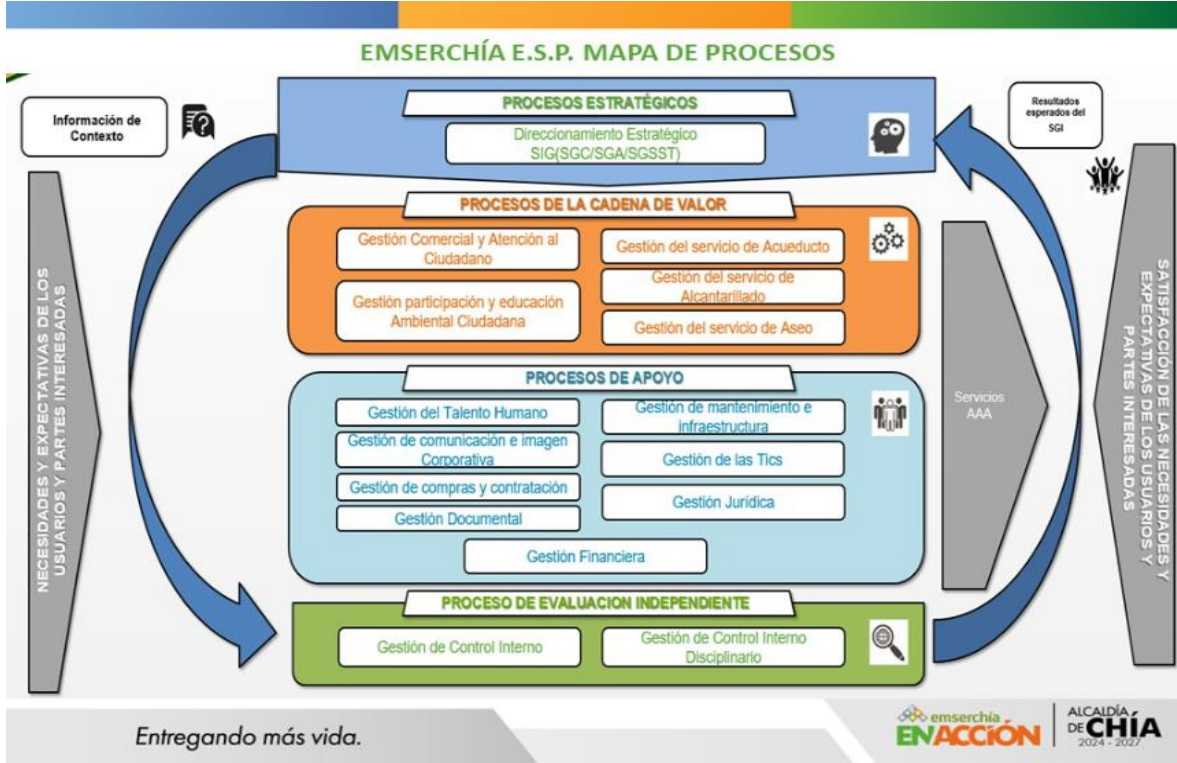 EMSERCHÍA E.S.P. MAPA DE PROCESOS
Información de
Contexto
PROCESOS ESTRATÉGICOS
Direccionamiento Estratégico
SIG(SGC/SGA/SGSST)
Resultados
esperados del
SGI
NECESIDADES Y EXPECTATIVAS DE LOS
USUARIOS Y PARTES INTERESADAS
PROCESOS DE LA CADENA DE VALOR
Gestión Comercial y Atención al
Ciudadano
Gestión participación y educación
Ambiental Ciudadana
Gestión del servicio de Acueducto
Gestión del servicio de
Alcantarillado
Gestión del servicio de Aseo
PROCESOS DE APOYO
Gestión del Talento Humano
Gestión de comunicación e imagen
Corporativa
Gestión de compras y contratación
Gestión Documental
Gestión de mantenimiento e
infraestructura
Gestión de las Tics
Gestión Jurídica
Gestión Financiera
Servicios
AAA
PROCESO DE EVALUACION INDEPENDIENTE
Gestión de Control Interno
Gestión de Control Interno
Disciplinario
SATISFACCIÓN DE LAS NECESIDADES Y
EXPECTATIVAS DE LOS USUARIOS Y
PARTES INTERESADAS
Entregando más vida.
emserchía
EN ACCIÓN
ALCALDÍA
DE CHÍA
2024 - 2027